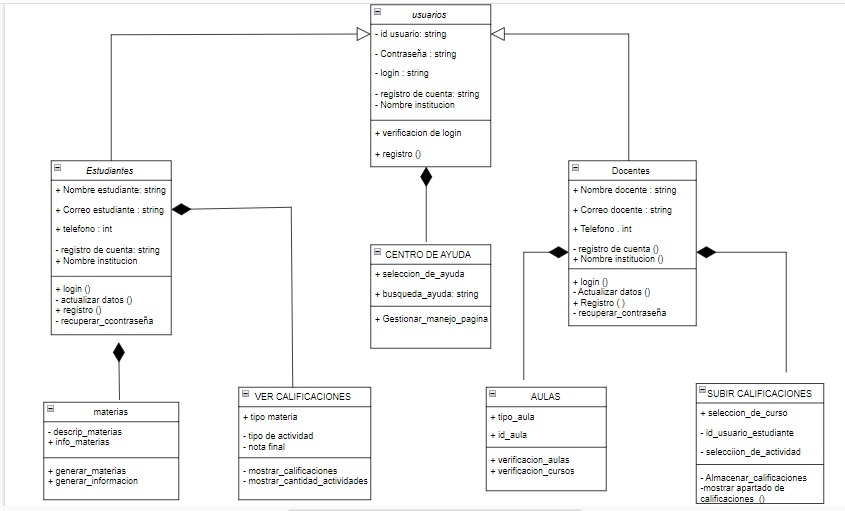 usuarios
- id usuario: string
- Contraseña : string
- login : string
- registro de cuenta: string
- Nombre institucion
+ verificacion de login
+ registro ()
Estudiantes
+ Nombre estudiante: string
+ Correo estudiante : string
+ telefono : int
- registro de cuenta: string
+ Nombre institucion
+ login ()
- actualizar datos ()
+ registro ()
- recuperar_ccontraseña
Docentes
+ Nombre docente : string
+ Correo docente : string
+ Telefono . int
- registro de cuenta ()
+ Nombre institucion ()
+ login ()
- Actualizar datos ()
+ Registro ( )
- recuperar_contraseña
CENTRO DE AYUDA
+ seleccion_de_ayuda
+ busqueda_ayuda: string
+ Gestionar_manejo_pagina
materias
- descrip_materias
+ info_materias
+ generar_materias
+ generar_informacion
VER CALIFICACIONES
+ tipo materia
- tipo de actividad
- nota final
- mostrar_calificaciones
- mostrar_cantidad_actividades
AULAS
+ tipo_aula
+ id_aula
+ verificacion_aulas
+ verificacion_cursos
SUBIR CALIFICACIONES
+ seleccion_de_curso
- id_usuario_estudiante
- seleccíion_de_actividad
-Almacenar_calificaciones
-mostrar apartado de
calificaciones ()